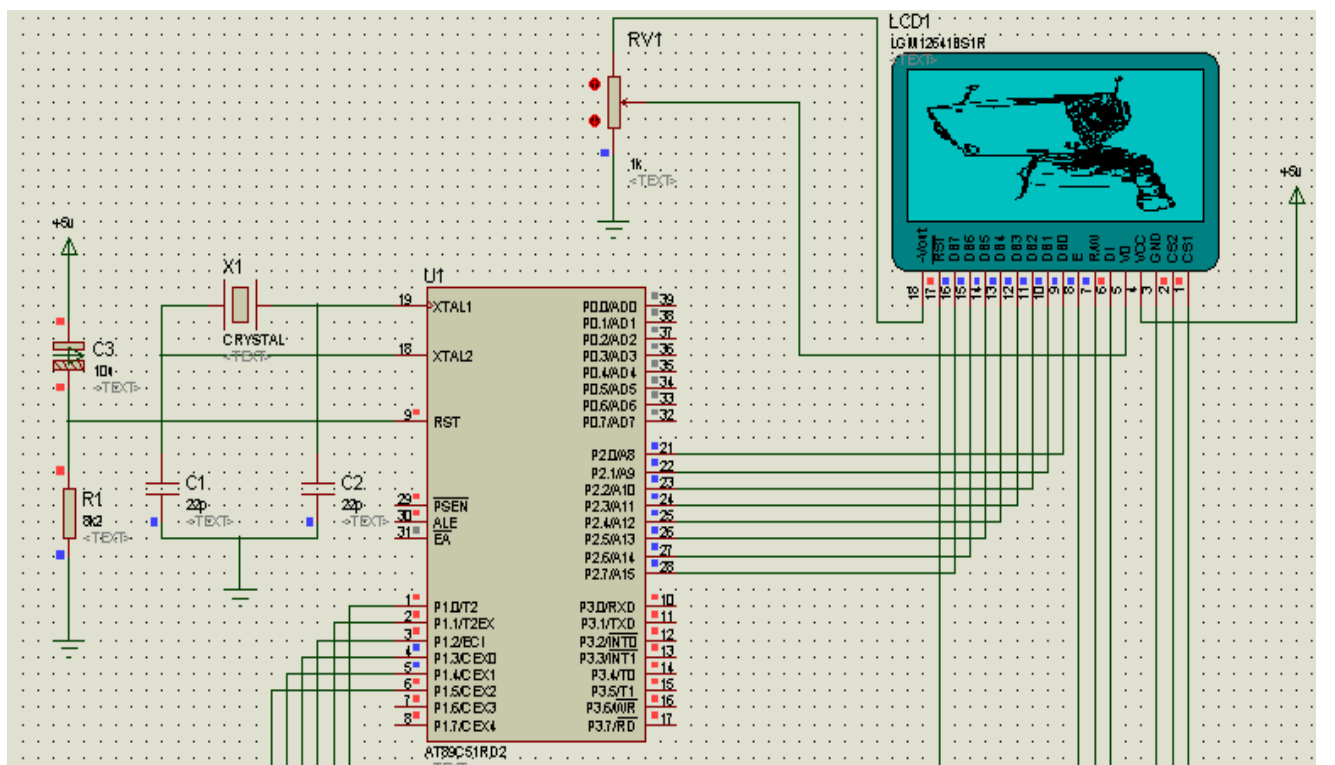 RV1
1k
<TEXT>
LCD1
LGM12641BS1R
<TEXT>
-Vout
RST
DB7
DB6
DB5
DB4
DB3
DB2
DB1
DB0
E
R/W
DI
V0
VCC
GND
CS2
CS1
18
17
16
15
14
13
12
11
10
9
8
7
6
5
4
3
2
1
+5v
+5v
C3
10u
<TEXT>
R1
8k2
<TEXT>
X1
CRYSTAL
<TEXT>
C1
22p
<TEXT>
C2
22p
<TEXT>
U1
19 XTAL1
18 XTAL2
9 RST
29 PSEN
30 ALE
31 EA
1 P1.0/T2
2 P1.1/T2EX
3 P1.2/ECI
4 P1.3/CEX0
5 P1.4/CEX1
6 P1.5/CEX2
7 P1.6/CEX3
8 P1.7/CEX4
P0.0/AD0 39
P0.1/AD1 38
P0.2/AD2 37
P0.3/AD3 36
P0.4/AD4 35
P0.5/AD5 34
P0.6/AD6 33
P0.7/AD7 32
P2.0/A8 21
P2.1/A9 22
P2.2/A10 23
P2.3/A11 24
P2.4/A12 25
P2.5/A13 26
P2.6/A14 27
P2.7/A15 28
P3.0/RXD 10
P3.1/TXD 11
P3.2/INT0 12
P3.3/INT1 13
P3.4/T0 14
P3.5/T1 15
P3.6/WR 16
P3.7/RD 17
AT89C51RD2
<TEXT>